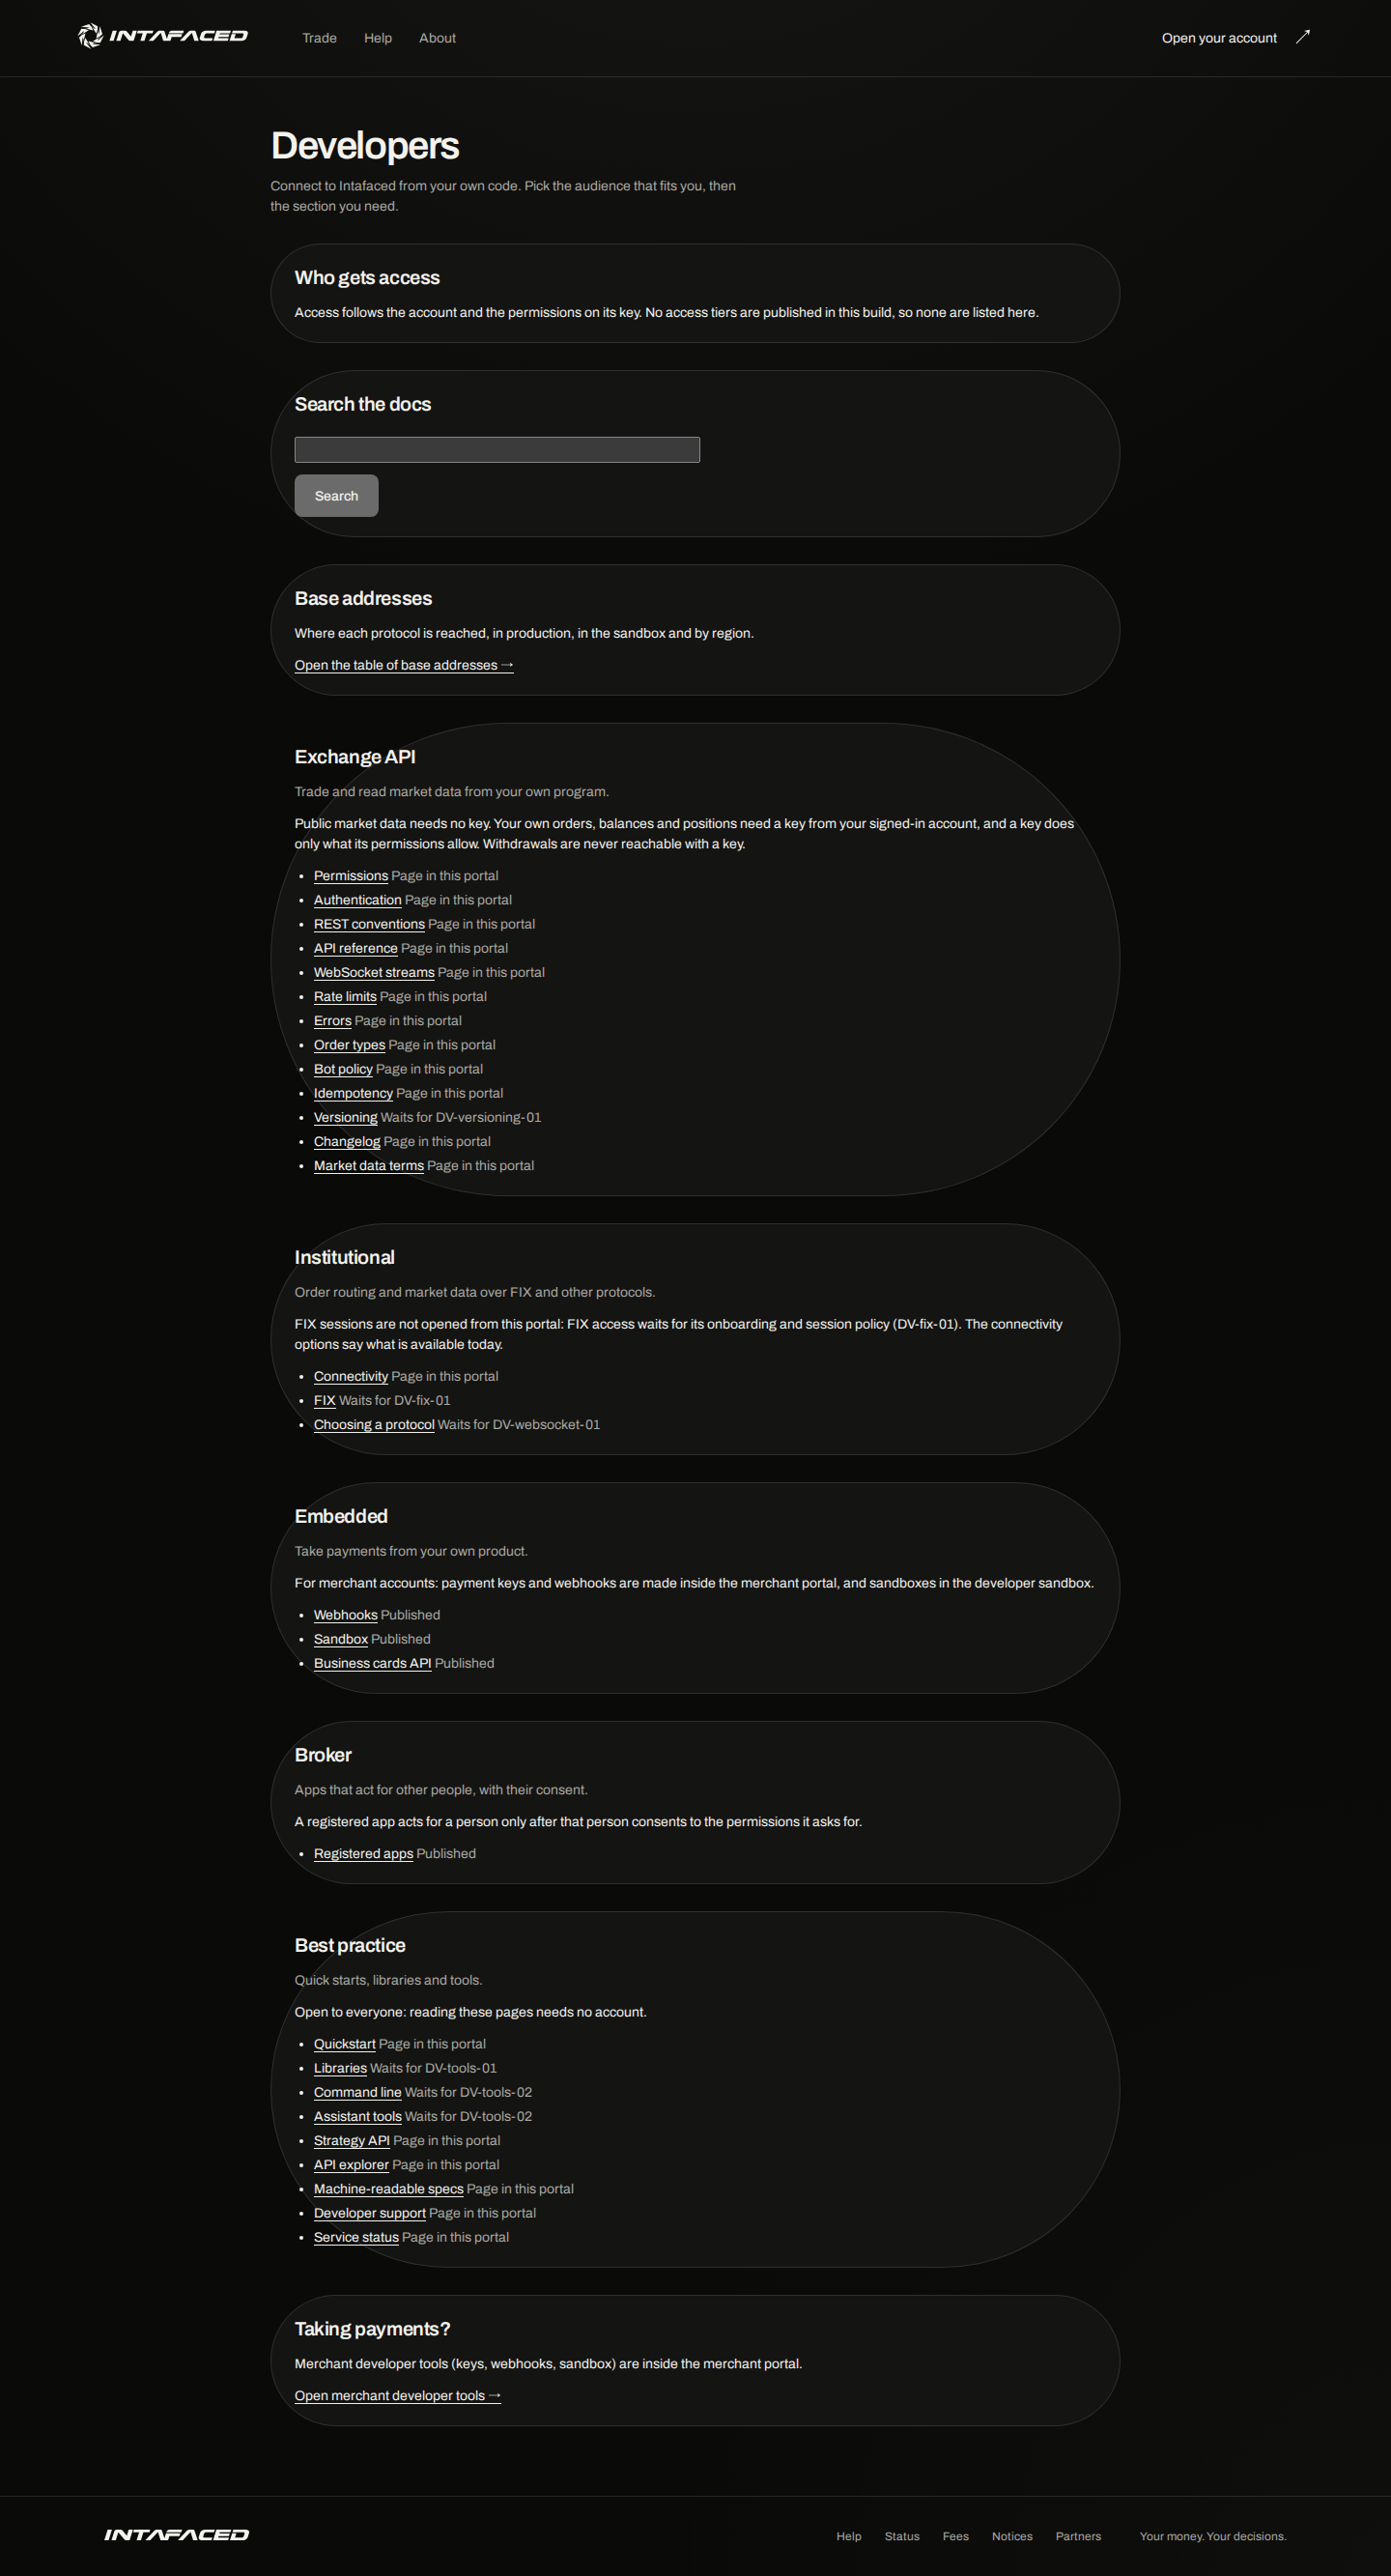 INTAFACED
Trade Help About
Open your account
Developers
Connect to Intafaced from your own code. Pick the audience that fits you, then
the section you need.
Who gets access
Access follows the account and the permissions on its key. No access tiers are published in this build, so none are listed here.
Search the docs
Search
Base addresses
Where each protocol is reached, in production, in the sandbox and by region.
Open the table of base addresses →
Exchange API
Trade and read market data from your own program.
Public market data needs no key. Your own orders, balances and positions need a key from your signed-in account, and a key does
only what its permissions allow. Withdrawals are never reachable with a key.
• Permissions Page in this portal
• Authentication Page in this portal
• REST conventions Page in this portal
• API reference Page in this portal
• WebSocket streams Page in this portal
• Rate limits Page in this portal
• Errors Page in this portal
• Order types Page in this portal
• Bot policy Page in this portal
• Idempotency Page in this portal
• Versioning Waits for DV-versioning-01
• Changelog Page in this portal
• Market data terms Page in this portal
Institutional
Order routing and market data over FIX and other protocols.
FIX sessions are not opened from this portal: FIX access waits for its onboarding and session policy (DV-fix-01). The connectivity
options say what is available today.
• Connectivity Page in this portal
• FIX Waits for DV-fix-01
• Choosing a protocol Waits for DV-websocket-01
Embedded
Take payments from your own product.
For merchant accounts: payment keys and webhooks are made inside the merchant portal, and sandboxes in the developer sandbox.
• Webhooks Published
• Sandbox Published
• Business cards API Published
Broker
Apps that act for other people, with their consent.
A registered app acts for a person only after that person consents to the permissions it asks for.
• Registered apps Published
Best practice
Quick starts, libraries and tools.
Open to everyone: reading these pages needs no account.
• Quickstart Page in this portal
• Libraries Waits for DV-tools-01
• Command line Waits for DV-tools-02
• Assistant tools Waits for DV-tools-02
• Strategy API Page in this portal
• API explorer Page in this portal
• Machine-readable specs Page in this portal
• Developer support Page in this portal
• Service status Page in this portal
Taking payments?
Merchant developer tools (keys, webhooks, sandbox) are inside the merchant portal.
Open merchant developer tools →
INTAFACED
Help Status Fees Notices Partners Your money. Your decisions.